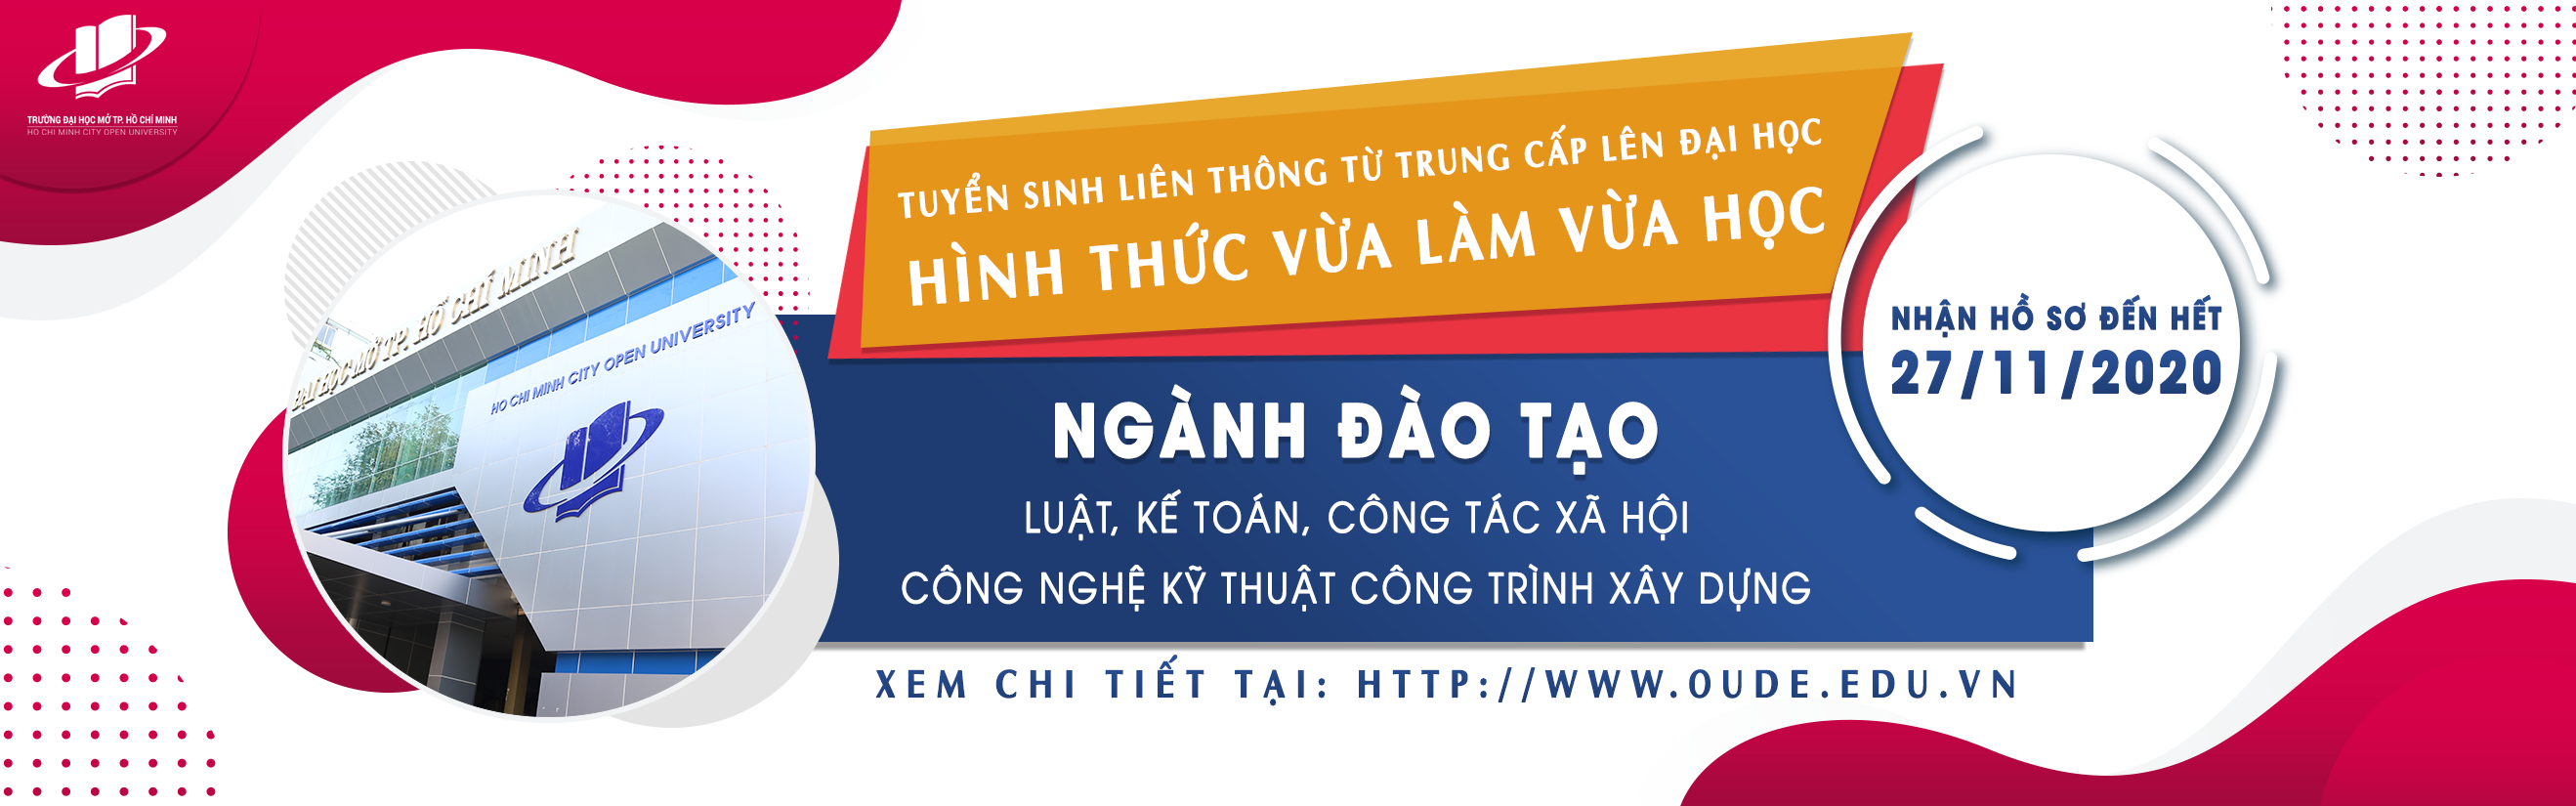 TRƯỜNG ĐẠI HỌC MỞ TP. HỒ CHÍ MINH
HO CHI MINH CITY OPEN UNIVERSITY
ĐẠI HỌC MỞ TP. HỒ CHÍ MINH
HO CHI MINH CITY OPEN UNIVERSITY
TUYỂN SINH LIÊN THÔNG TỪ TRUNG CẤP LÊN ĐẠI HỌC
HÌNH THỨC VỪA LÀM VỪA HỌC
NHẬN HỒ SƠ ĐẾN HẾT
27/11/2020
NGÀNH ĐÀO TẠO
LUẬT, KẾ TOÁN, CÔNG TÁC XÃ HỘI
CÔNG NGHỆ KỸ THUẬT CÔNG TRÌNH XÂY DỰNG
XEM CHI TIẾT TẠI: HTTP://WWW.OUDE.EDU.VN